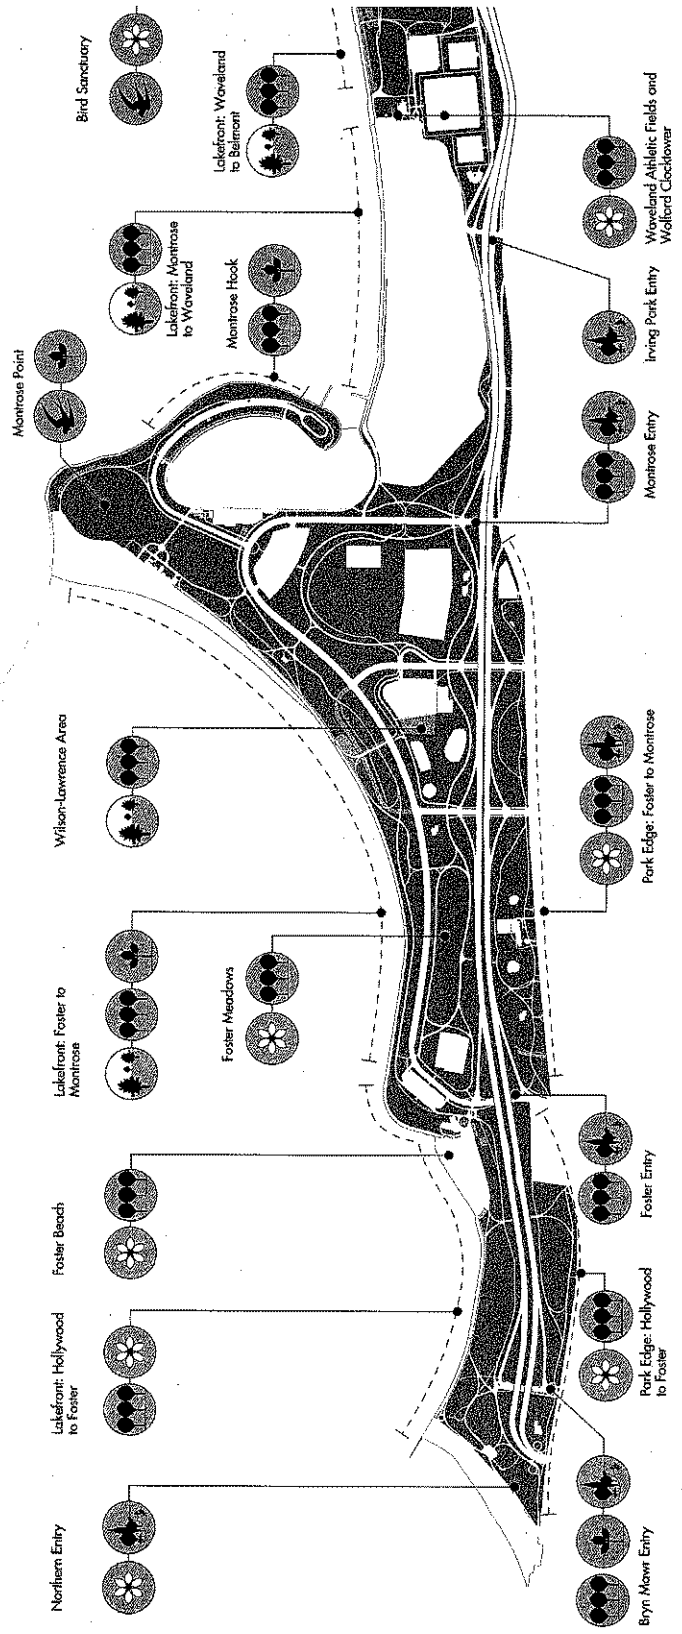 Northern Entry
Lakefront: Hollywood
to Foster
Foster Beach
Lakefront: Foster to
Montrose
Foster Meadows
Wilson-Lawrence Area
Montrose Point
Lakefront: Montrose
to Waveland
Montrose Hook
Bird Sanctuary
Lakefront: Waveland
to Belmont
Bryn Mawr Entry
Park Edge: Hollywood
to Foster
Foster Entry
Park Edge: Foster to Montrose
Montrose Entry
Irving Park Entry
Waveland Athletic Fields and
Wolford Clocktower